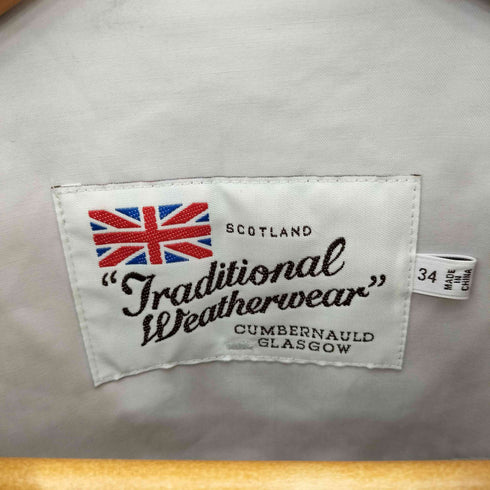 SCOTLAND
"Traditional
Weatherwear"
CUMBERNAULD
GLASGOW
34
MADE
IN
CHINA